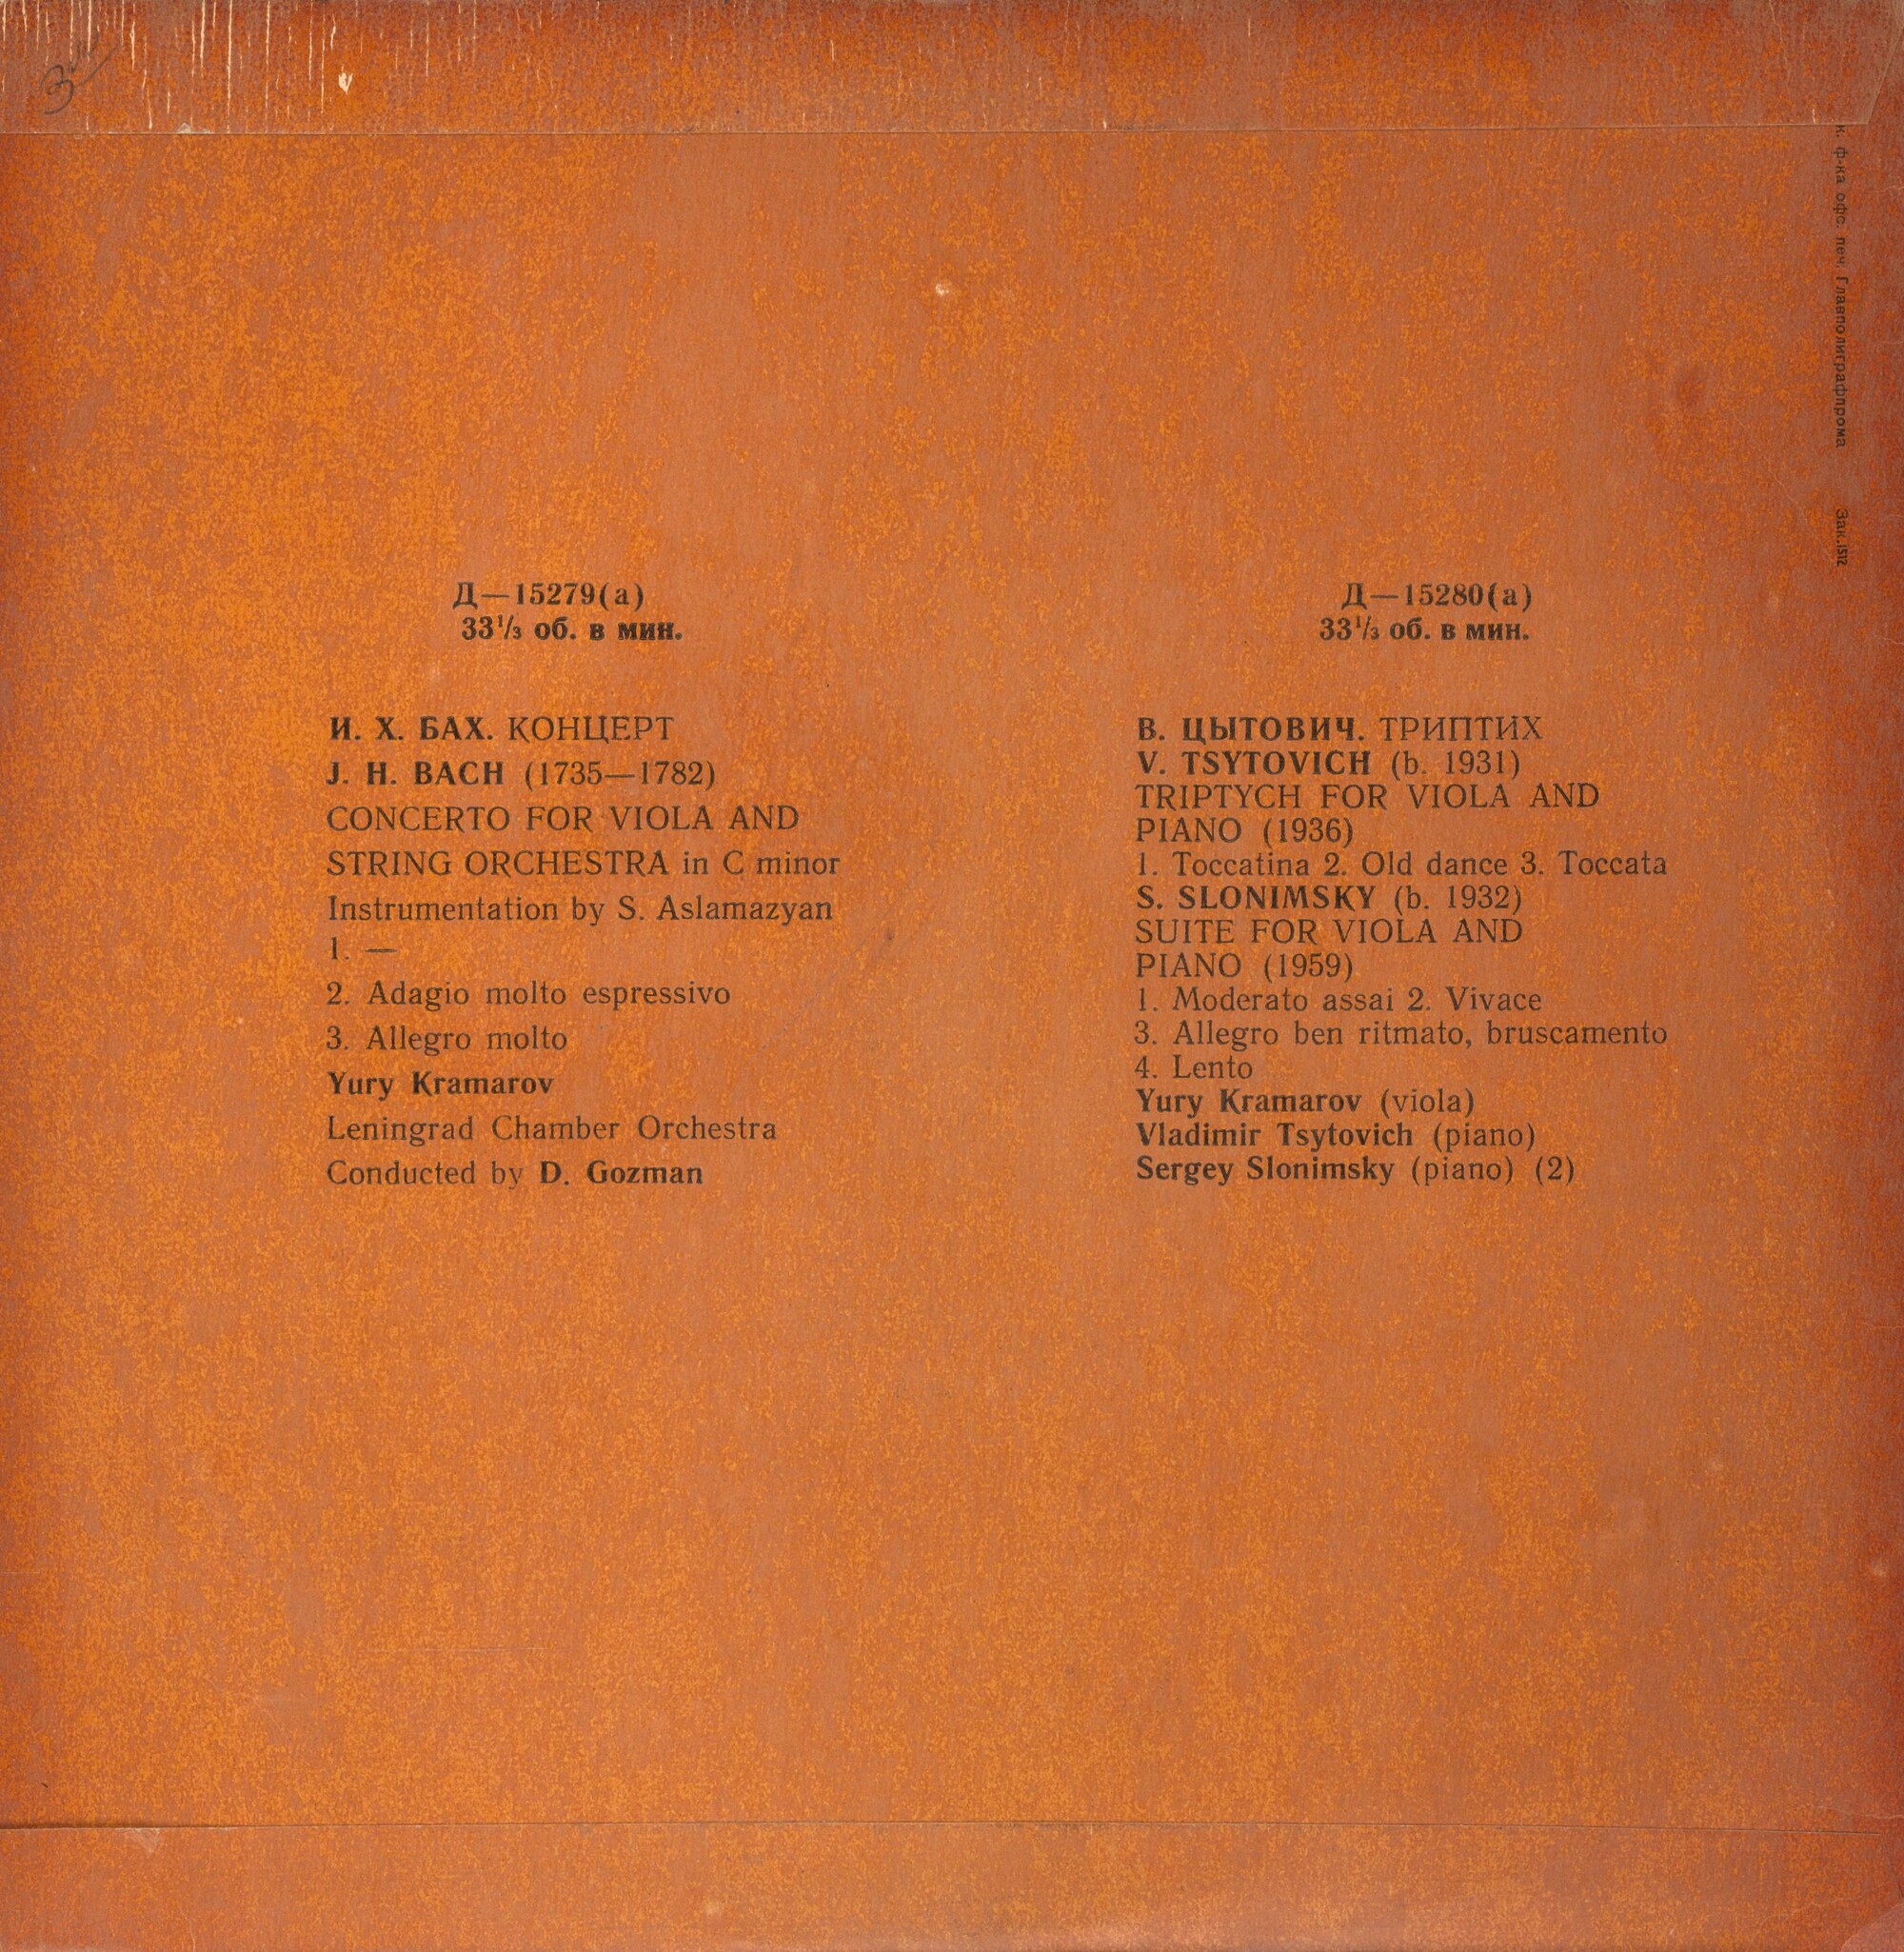 Д—15279(а)
33⅓ об. в мин.
И. Х. БАХ. КОНЦЕРТ
J. H. BACH (1735—1782)
CONCERTO FOR VIOLA AND
STRING ORCHESTRA in C minor
Instrumentation by S. Aslamazyan
1. —
2. Adagio molto espressivo
3. Allegro molto
Yury Kramarov
Leningrad Chamber Orchestra
Conducted by D. Gozman
Д—15280(а)
33⅓ об. в мин.
В. ЦЫТОВИЧ. ТРИПТИХ
V. TSYTOVICH (b. 1931)
TRIPTYCH FOR VIOLA AND
PIANO (1936)
1. Toccatina 2. Old dance 3. Toccata
S. SLONIMSKY (b. 1932)
SUITE FOR VIOLA AND
PIANO (1959)
1. Moderato assai 2. Vivace
3. Allegro ben ritmato, bruscamento
4. Lento
Yury Kramarov (viola)
Vladimir Tsytovich (piano)
Sergey Slonimsky (piano) (2)
к. ф-ка офс. печ. Главполиграфпрома Зак.1512